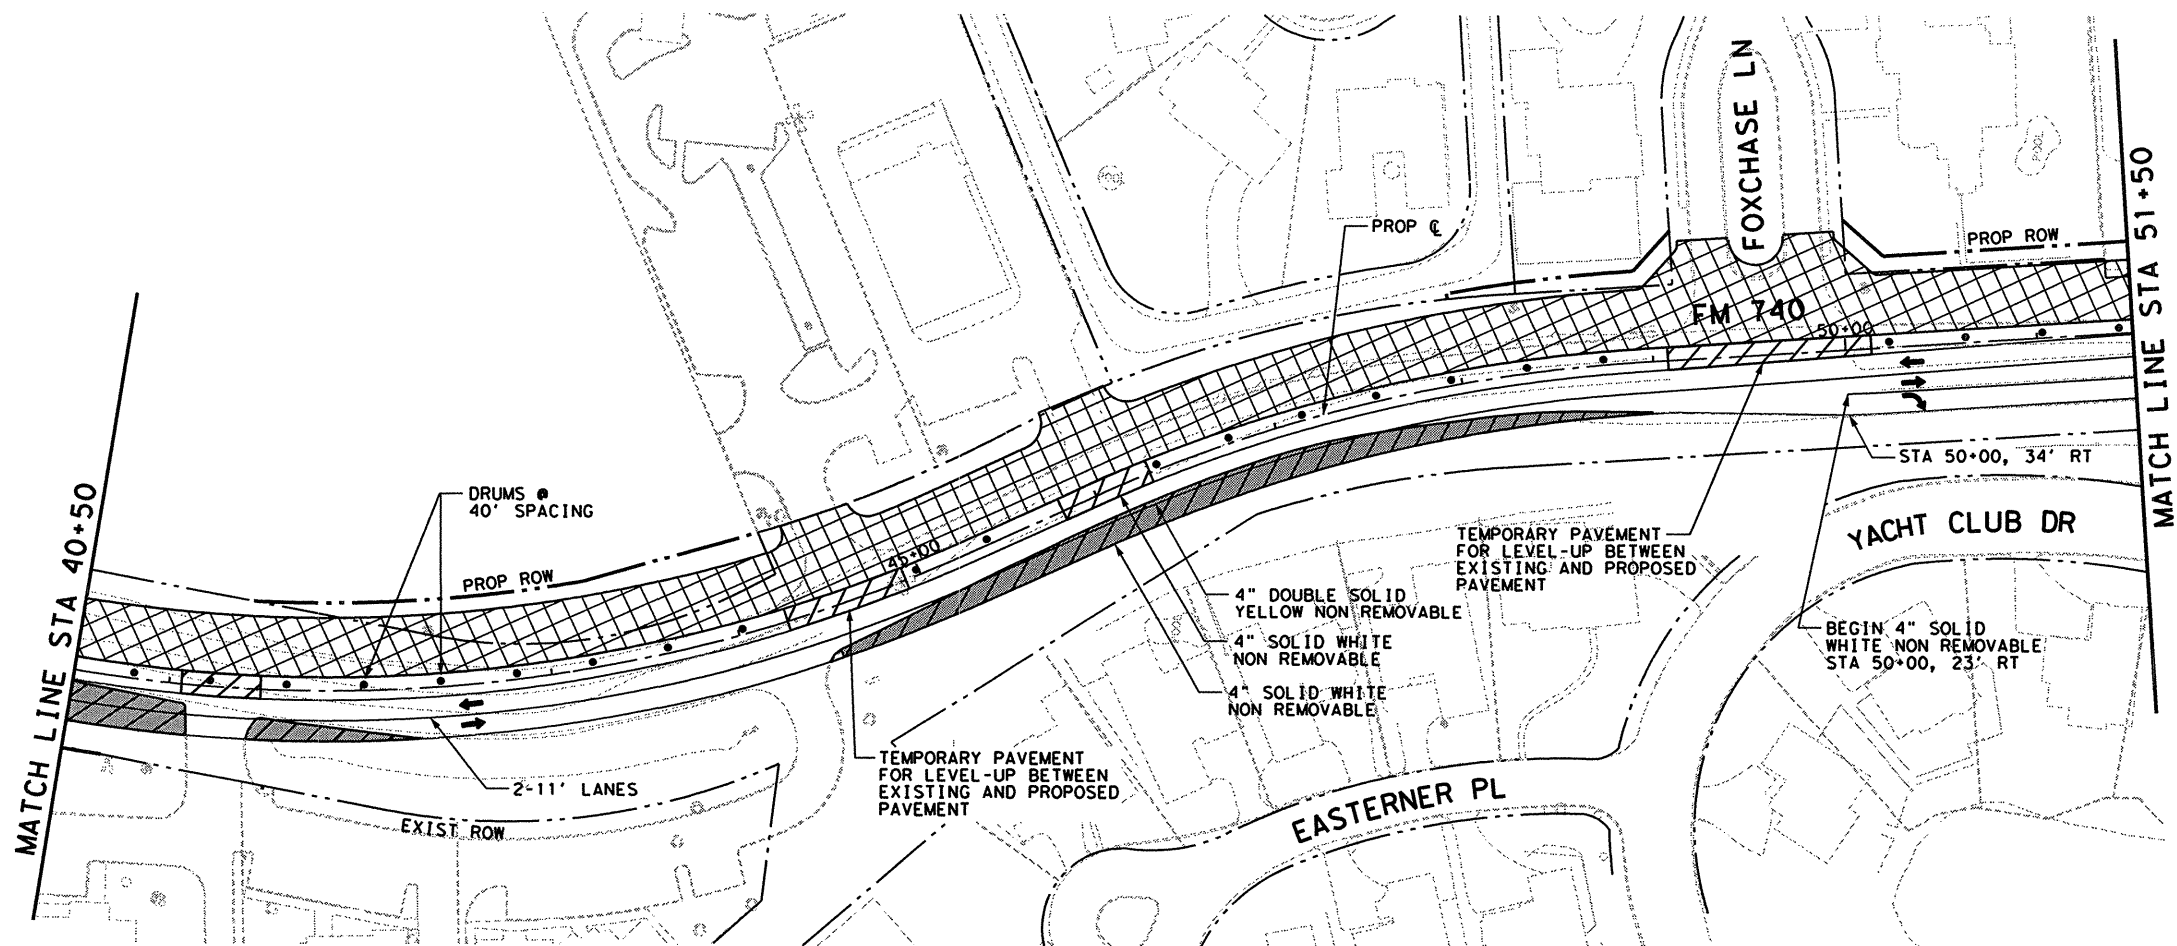 FOXCHASE LN
POOL
POOL
PROP ℄
PROP ROW
MATCH LINE STA 51+50
FM 740
50+00
STA 50+00, 34' RT
MATCH LINE STA 40+50
DRUMS @
40' SPACING
PROP ROW
45+00
YACHT CLUB DR
TEMPORARY PAVEMENT
FOR LEVEL-UP BETWEEN
EXISTING AND PROPOSED
PAVEMENT
4" DOUBLE SOLID
YELLOW NON REMOVABLE
4" SOLID WHITE
NON REMOVABLE
4" SOLID WHITE
NON REMOVABLE
BEGIN 4" SOLID
WHITE NON REMOVABLE
STA 50+00, 23' RT
TEMPORARY PAVEMENT
FOR LEVEL-UP BETWEEN
EXISTING AND PROPOSED
PAVEMENT
2-11' LANES
EXIST ROW
EASTERNER PL